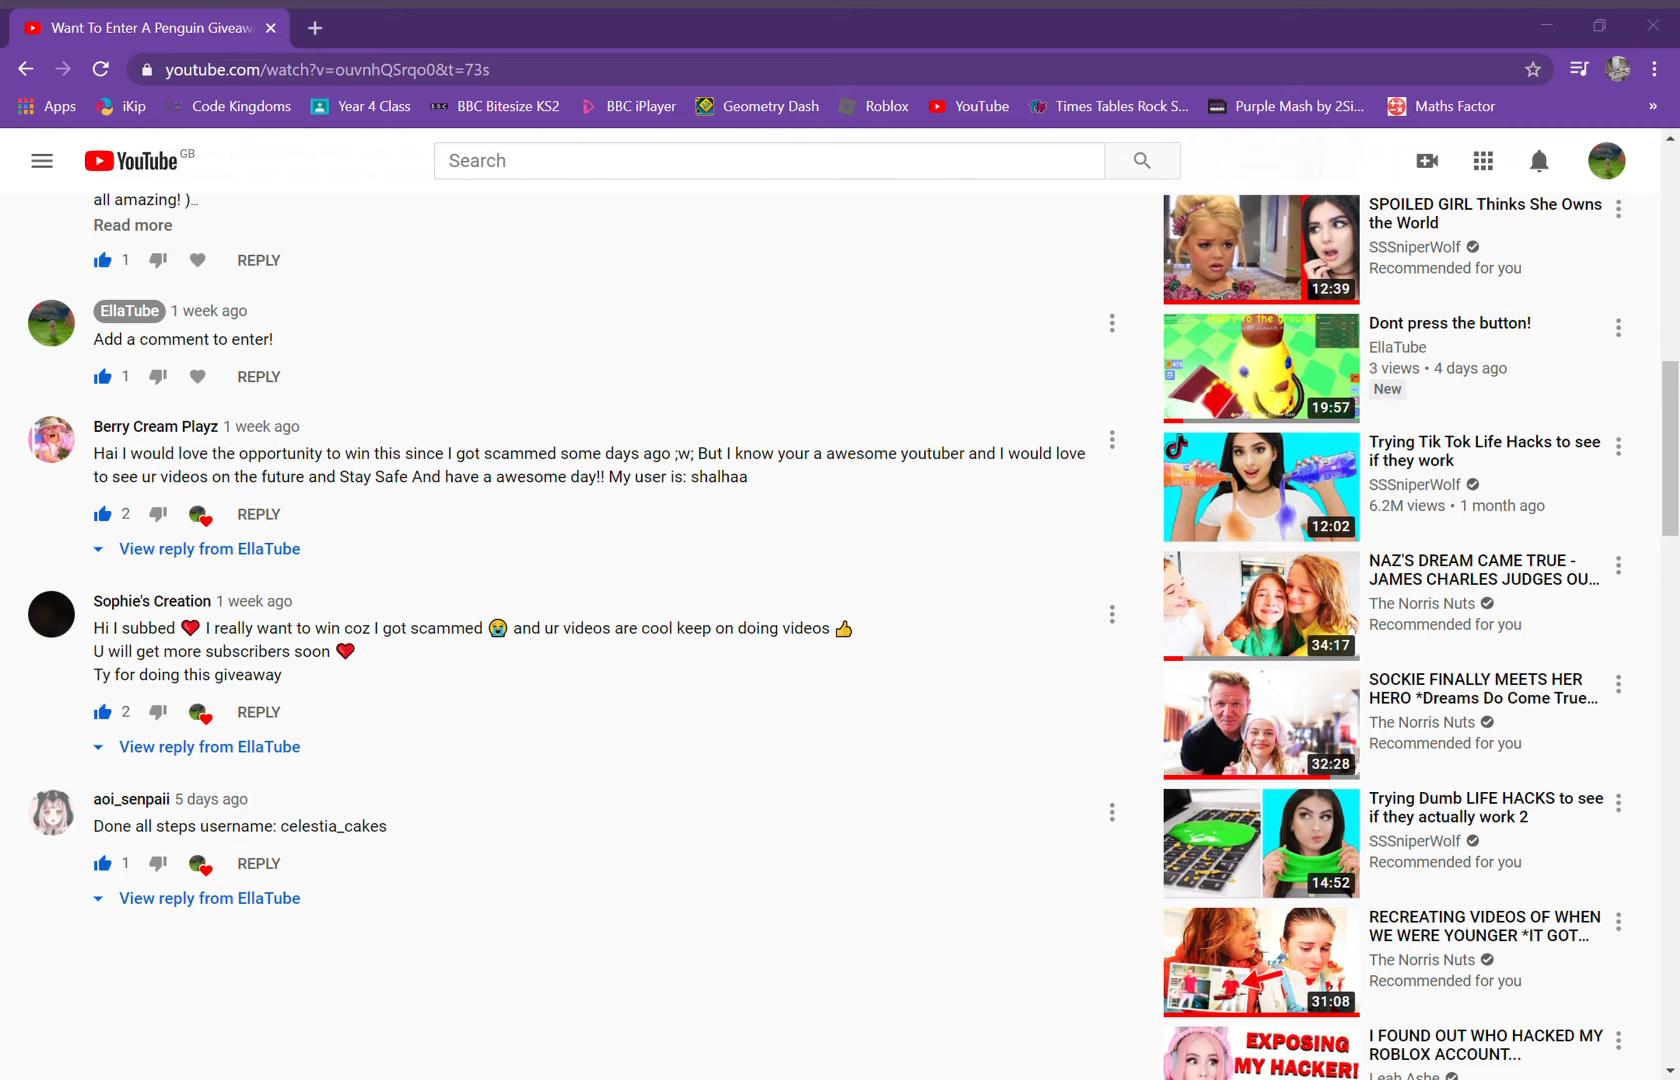 Want To Enter A Penguin Giveaw
youtube.com/watch?v=ouvnhQSrqo0&t=73s
Apps
iKip
Code Kingdoms
Year 4 Class
BBC
BBC Bitesize KS2
BBC iPlayer
Geometry Dash
Roblox
YouTube
Times Tables Rock S...
Purple Mash by 2Si...
Maths Factor
»
YouTube GB
Search
all amazing! )...
Read more
1
REPLY
EllaTube 1 week ago
Add a comment to enter!
1
REPLY
Berry Cream Playz 1 week ago
Hai I would love the opportunity to win this since I got scammed some days ago ;w; But I know your a awesome youtuber and I would love
to see ur videos on the future and Stay Safe And have a awesome day!! My user is: shalhaa
2
REPLY
View reply from EllaTube
Sophie's Creation 1 week ago
Hi I subbed ❤️ I really want to win coz I got scammed 😭 and ur videos are cool keep on doing videos 👍
U will get more subscribers soon ❤️
Ty for doing this giveaway
2
REPLY
View reply from EllaTube
aoi_senpaii 5 days ago
Done all steps username: celestia_cakes
1
REPLY
View reply from EllaTube
12:39
SPOILED GIRL Thinks She Owns
the World
SSSniperWolf
Recommended for you
to the ground
19:57
Dont press the button!
EllaTube
3 views • 4 days ago
New
12:02
Trying Tik Tok Life Hacks to see
if they work
SSSniperWolf
6.2M views • 1 month ago
34:17
NAZ'S DREAM CAME TRUE -
JAMES CHARLES JUDGES OU...
The Norris Nuts
Recommended for you
32:28
SOCKIE FINALLY MEETS HER
HERO *Dreams Do Come True...
The Norris Nuts
Recommended for you
14:52
Trying Dumb LIFE HACKS to see
if they actually work 2
SSSniperWolf
Recommended for you
31:08
RECREATING VIDEOS OF WHEN
WE WERE YOUNGER *IT GOT...
The Norris Nuts
Recommended for you
EXPOSING
MY HACKER!
I FOUND OUT WHO HACKED MY
ROBLOX ACCOUNT...
Leah Ashe